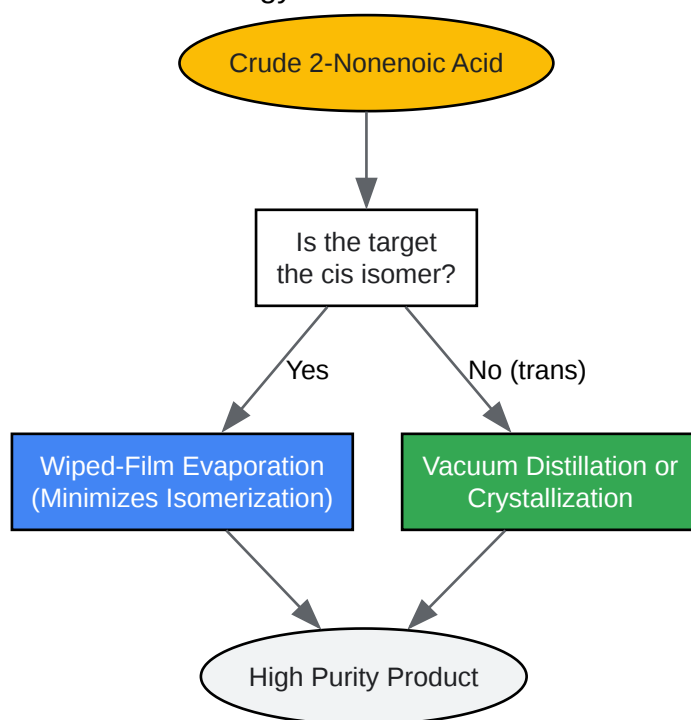 Crude 2-Nonenoic Acid
Is the target
the cis isomer?
Yes
No (trans)
Wiped-Film Evaporation
(Minimizes Isomerization)
Vacuum Distillation or
Crystallization
High Purity Product